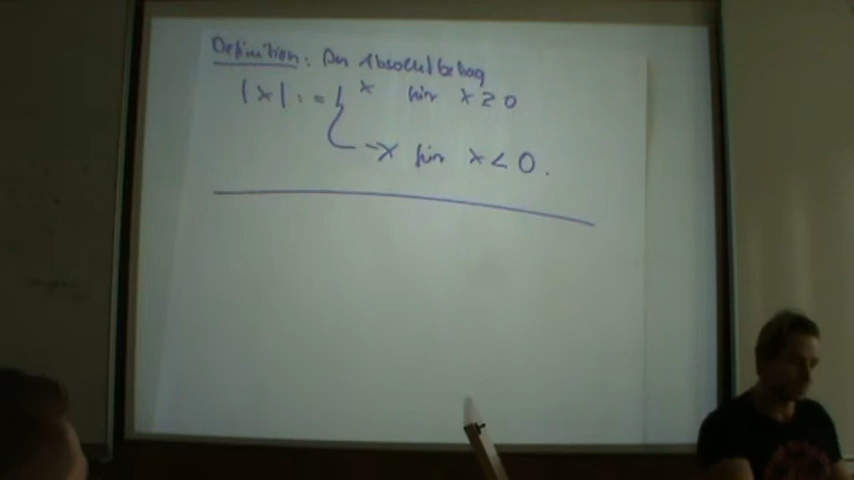 Definition: Der Absolutbetrag
|x| := { x für x ≥ 0
-x für x < 0.